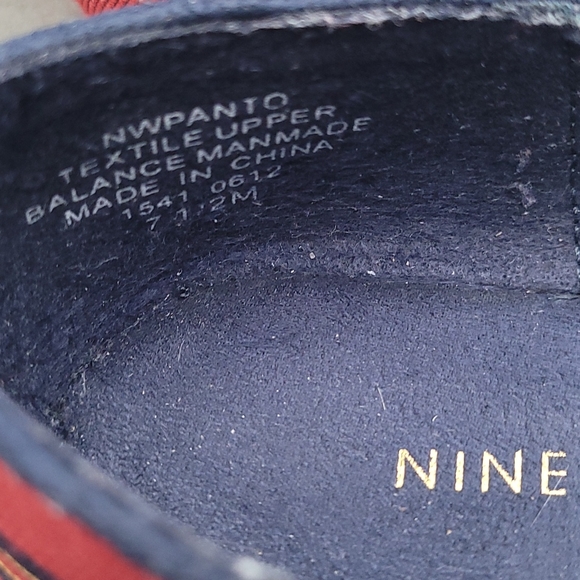 NWPANTO
TEXTILE UPPER
BALANCE MANMADE
MADE IN CHINA
1541 0612
7 1/2M
NINE